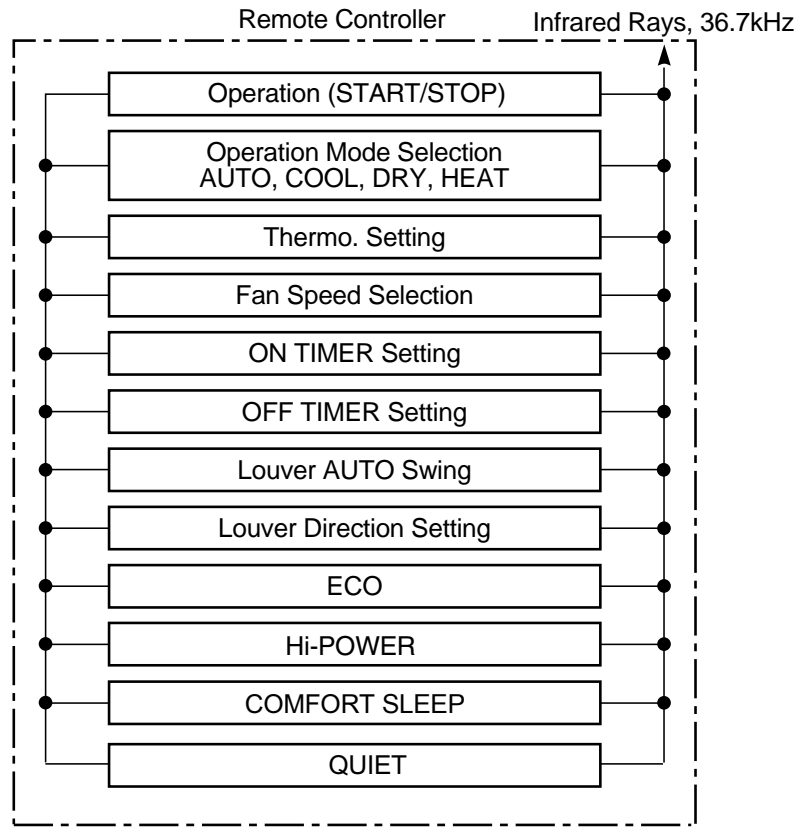 Remote Controller
Infrared Rays, 36.7kHz
Operation (START/STOP)
Operation Mode Selection
AUTO, COOL, DRY, HEAT
Thermo. Setting
Fan Speed Selection
ON TIMER Setting
OFF TIMER Setting
Louver AUTO Swing
Louver Direction Setting
ECO
Hi-POWER
COMFORT SLEEP
QUIET